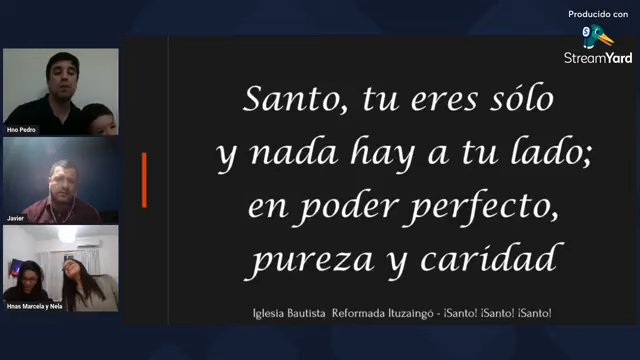 Producido con
StreamYard
Hno Pedro
Javier
Hnas Marcela y Nela
Santo, tu eres sólo
y nada hay a tu lado;
en poder perfecto,
pureza y caridad
Iglesia Bautista Reformada Ituzaingó - ¡Santo! ¡Santo! ¡Santo!